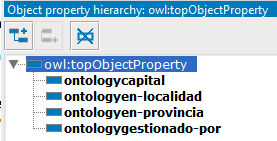 Object property hierarchy: owl:topObjectProperty
owl:topObjectProperty
ontologycapital
ontologyen-localidad
ontologyen-provincia
ontologygestionado-por